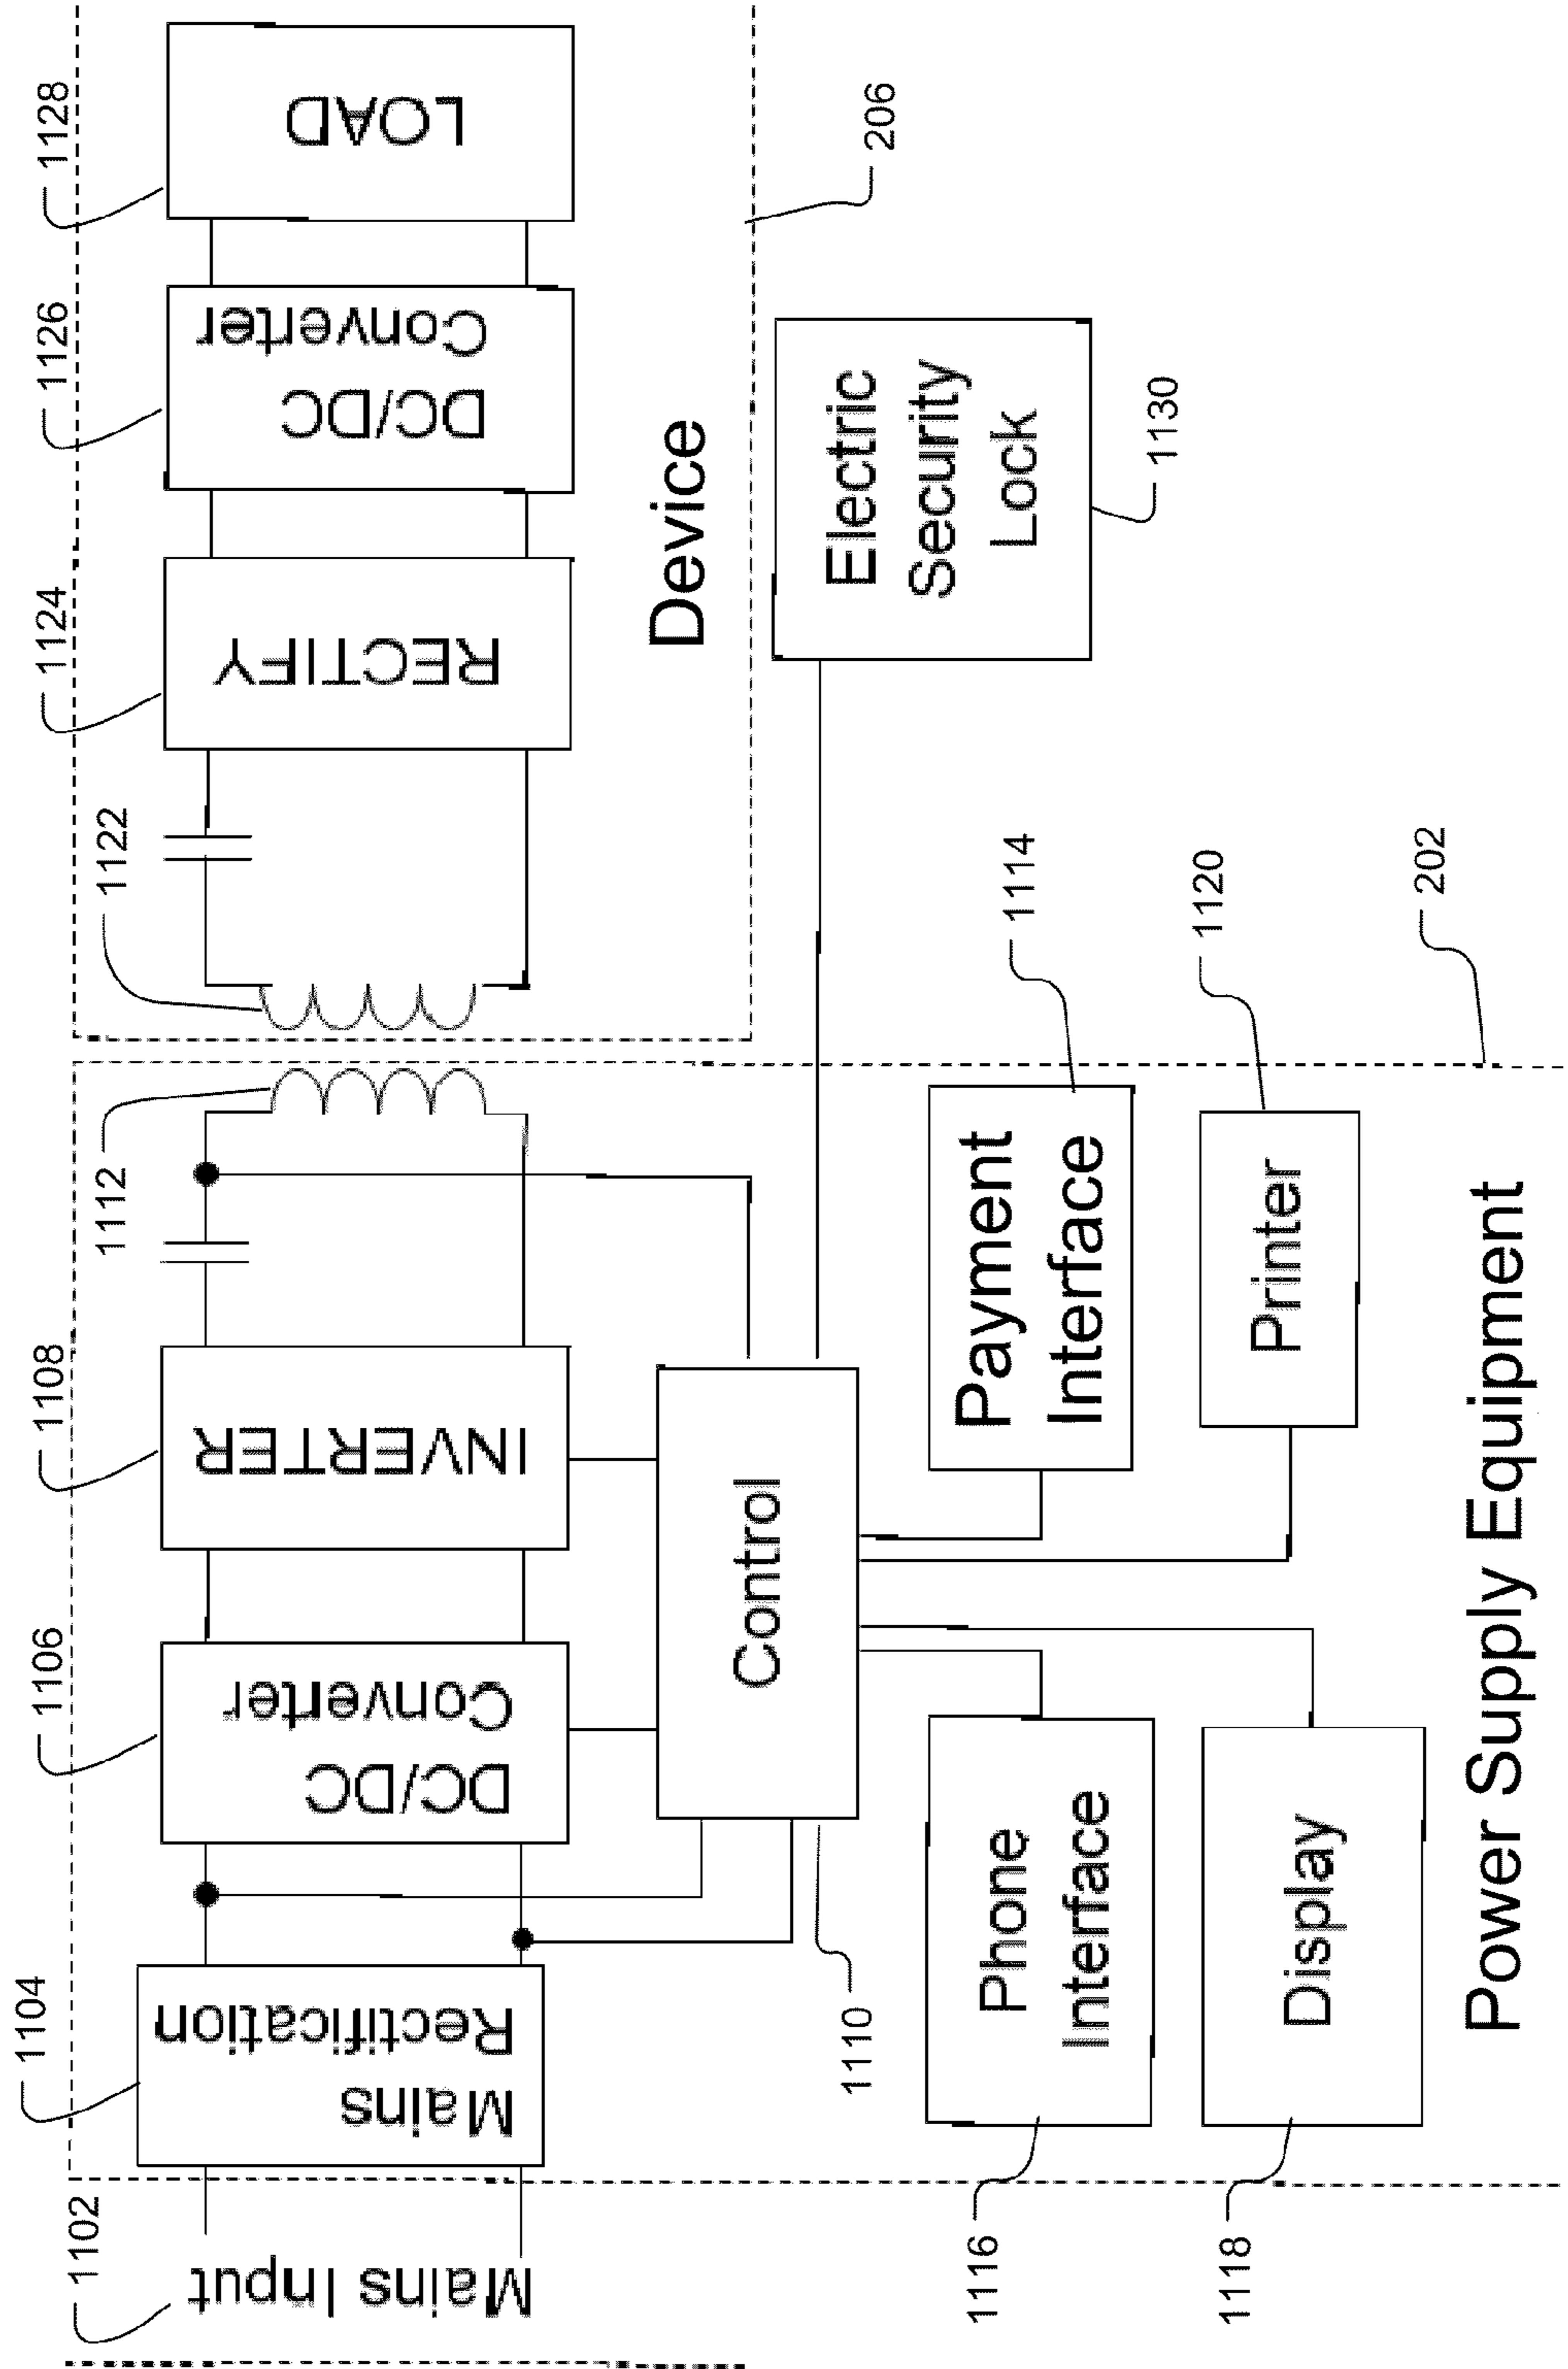 1102
Mains Input
1104
Mains
Rectification
1106
DC/DC
Converter
1108
INVERTER
1112
1122
1124
RECTIFY
1126
DC/DC
Converter
1128
LOAD
Device
206
Control
1110
Electric
Security
Lock
1130
Phone
Interface
1116
Payment
Interface
1114
Display
1118
Printer
1120
Power Supply Equipment
202